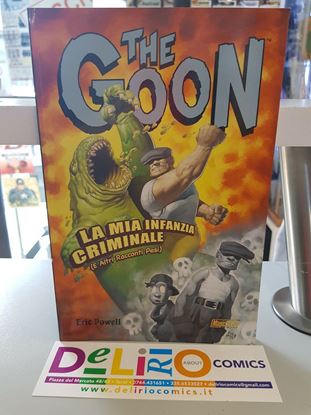 THE
GOON
LA MIA INFANZIA
CRIMINALE
(E Altri Racconti Pesi)
Eric Powell
DELIRIO ABOUT COMICS
www.deliriocomics.it